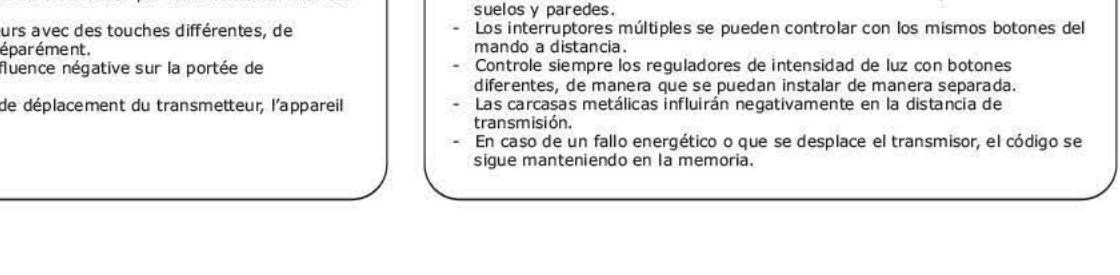 urs avec des touches différentes, de
éparément.
fluence négative sur la portée de
de déplacement du transmetteur, l'appareil
suelos y paredes.
- Los interruptores múltiples se pueden controlar con los mismos botones del
mando a distancia.
- Controle siempre los reguladores de intensidad de luz con botones
diferentes, de manera que se puedan instalar de manera separada.
- Las carcasas metálicas influirán negativamente en la distancia de
transmisión.
- En caso de un fallo energético o que se desplace el transmisor, el código se
sigue manteniendo en la memoria.